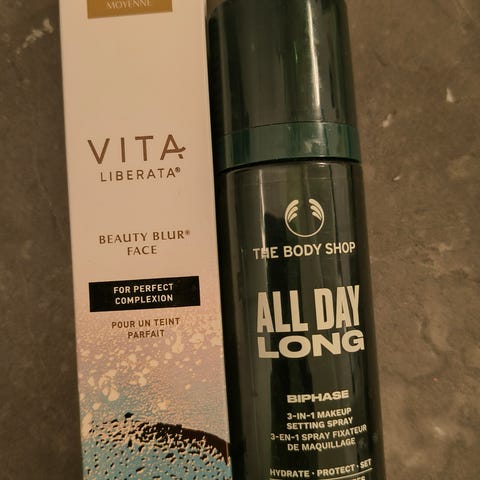 MOYENNE
VITA
LIBERATA®
BEAUTY BLUR®
FACE
FOR PERFECT
COMPLEXION
POUR UN TEINT
PARFAIT
THE BODY SHOP
ALL DAY
LONG
BIPHASE
3-IN-1 MAKEUP
SETTING SPRAY
3-EN-1 SPRAY FIXATEUR
DE MAQUILLAGE
HYDRATE · PROTECT · SET